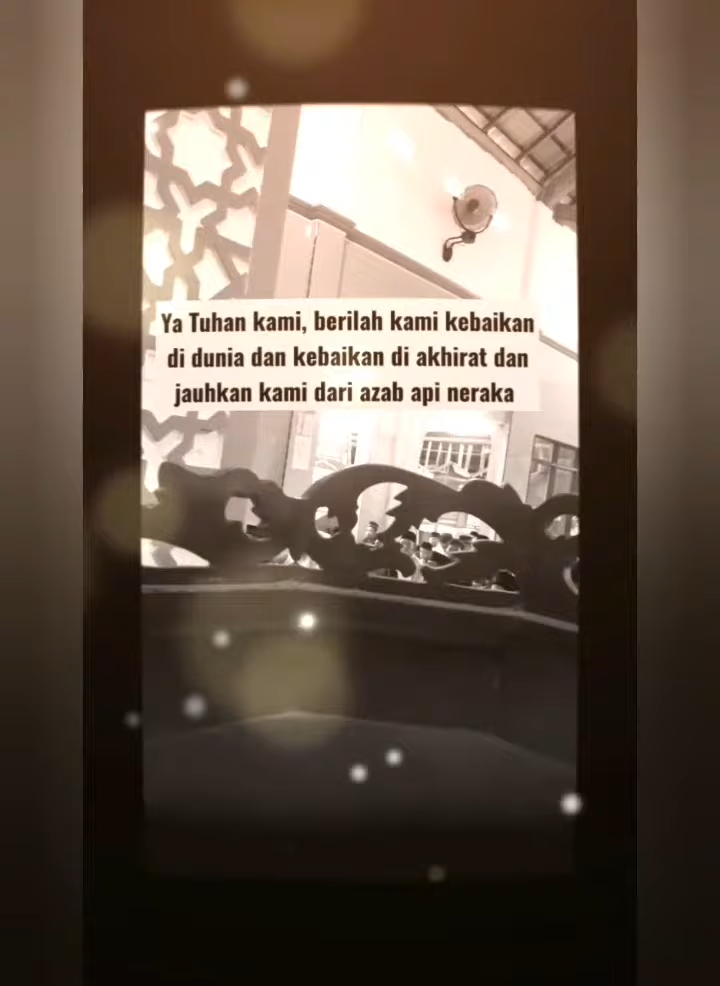 Ya Tuhan kami, berilah kami kebaikan
di dunia dan kebaikan di akhirat dan
jauhkan kami dari azab api neraka